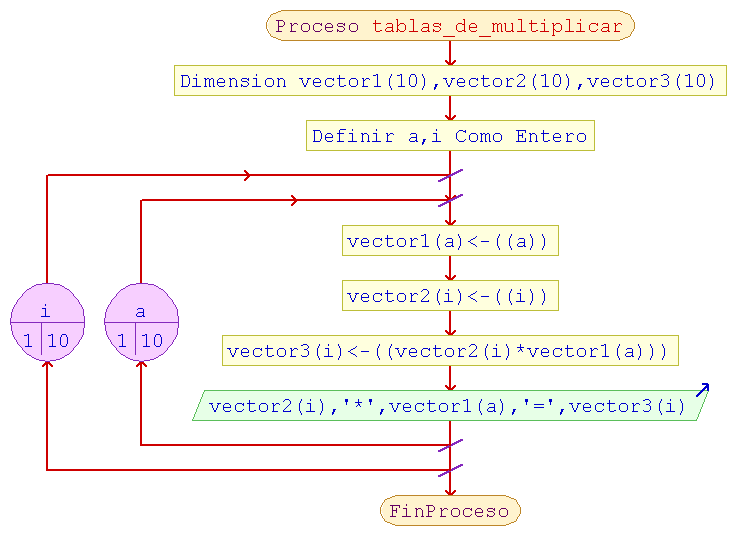 Proceso tablas_de_multiplicar
Dimension vector1(10),vector2(10),vector3(10)
Definir a,i Como Entero
vector1(a)<-((a))
vector2(i)<-((i))
i
1 10
a
1 10
vector3(i)<-((vector2(i)*vector1(a)))
vector2(i),'*',vector1(a),'=',vector3(i)
FinProceso